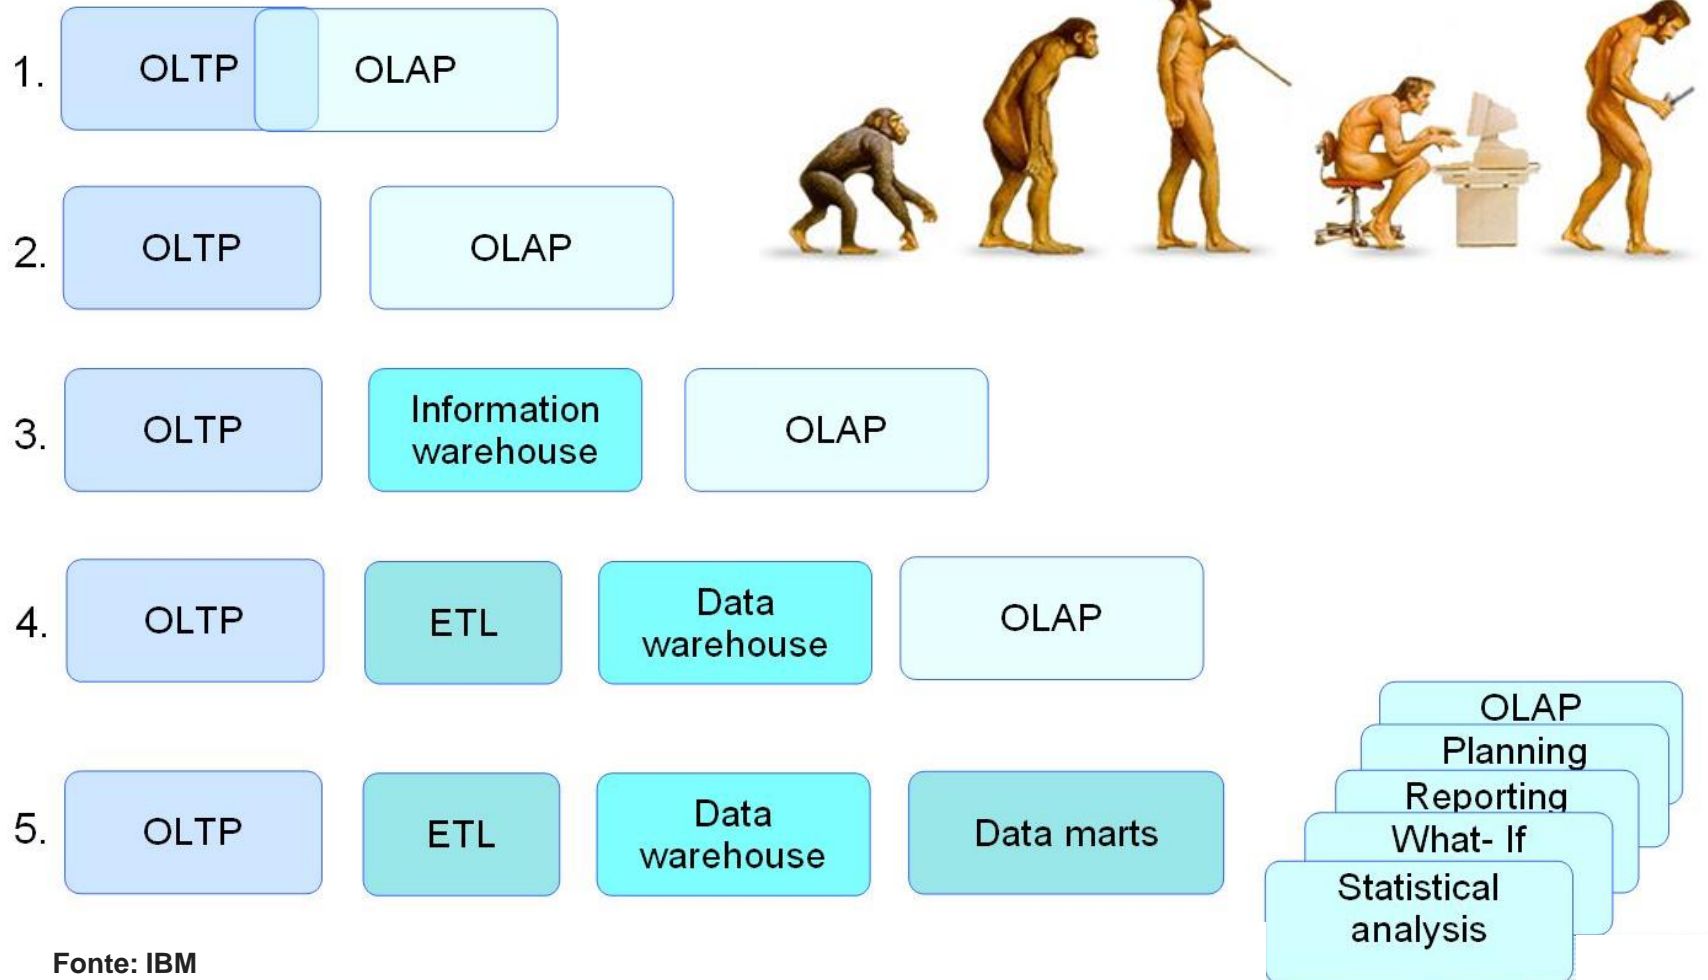 1.
OLTP
OLAP
2.
OLTP
OLAP
3.
OLTP
Information
warehouse
OLAP
4.
OLTP
ETL
Data
warehouse
OLAP
5.
OLTP
ETL
Data
warehouse
Data marts
OLAP
Planning
Reporting
What- If
Statistical
analysis
Fonte: IBM